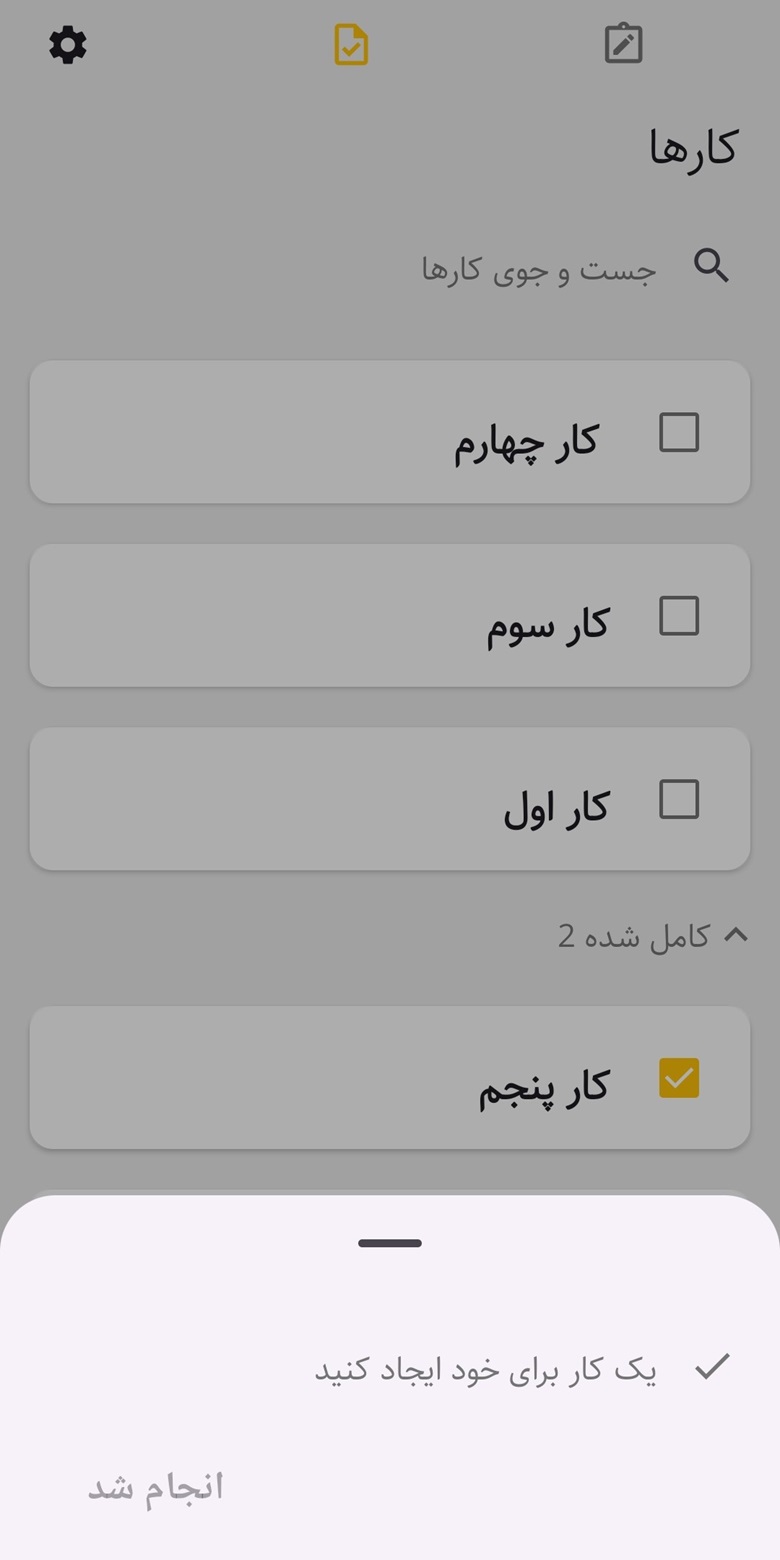 کارها
جست و جوی کارها
کار چهارم
کار سوم
کار اول
کامل شده 2
کار پنجم
یک کار برای خود ایجاد کنید
انجام شد